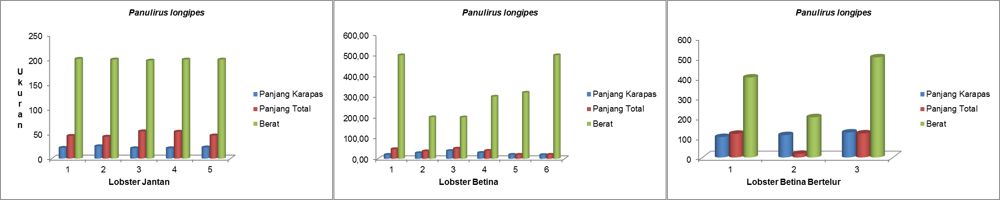 Panulirus longipes
250
200
150
100
50
0
Ukuran
1 2 3 4 5
Lobster Jantan
Panjang Karapas
Panjang Total
Berat
Panulirus longipes
600,00
500,00
400,00
300,00
200,00
100,00
0,00
1 2 3 4 5 6
Lobster Betina
Panjang Karapas
Panjang Total
Berat
Panulirus longipes
600
500
400
300
200
100
0
1 2 3
Lobster Betina Bertelur
Panjang Karapas
Panjang Total
Berat